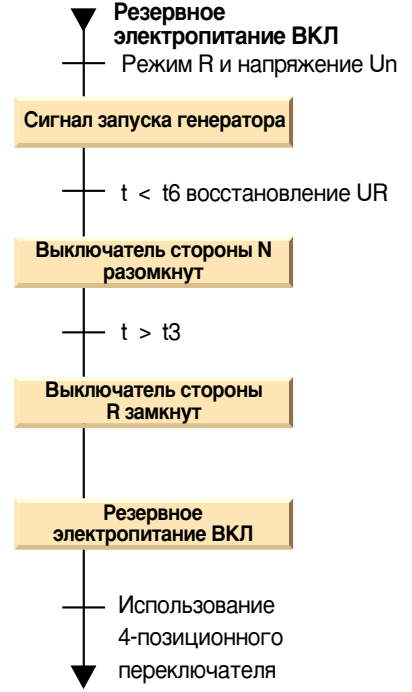 Резервное
электропитание ВКЛ
Режим R и напряжение Un
Сигнал запуска генератора
t < t6 восстановление UR
Выключатель стороны N
разомкнут
t > t3
Выключатель стороны
R замкнут
Резервное
электропитание ВКЛ
Использование
4-позиционного
переключателя